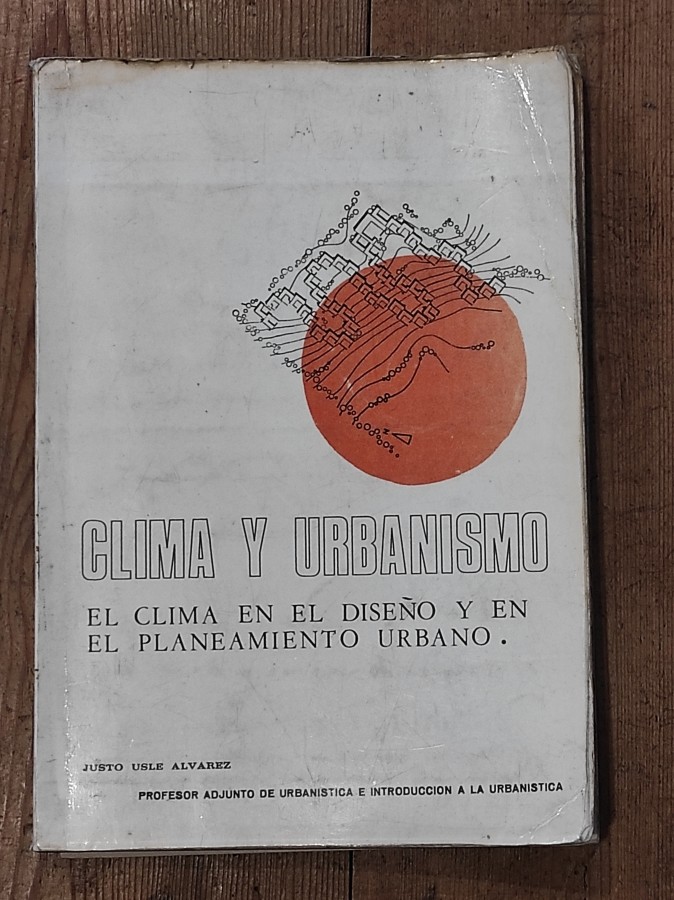 CLIMA Y URBANISMO
EL CLIMA EN EL DISEÑO Y EN
EL PLANEAMIENTO URBANO.
JUSTO USLE ALVAREZ
PROFESOR ADJUNTO DE URBANISTICA E INTRODUCCION A LA URBANISTICA